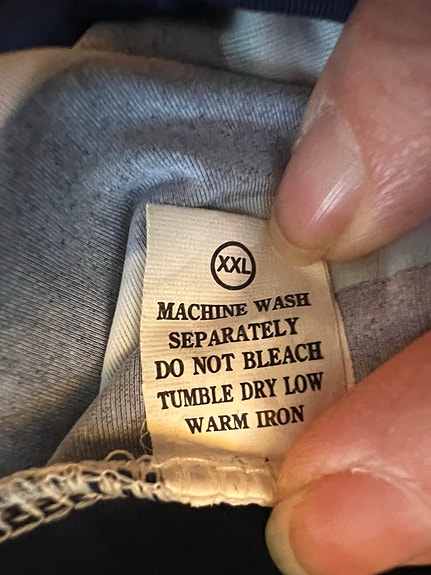 XXL
MACHINE WASH
SEPARATELY
DO NOT BLEACH
TUMBLE DRY LOW
WARM IRON